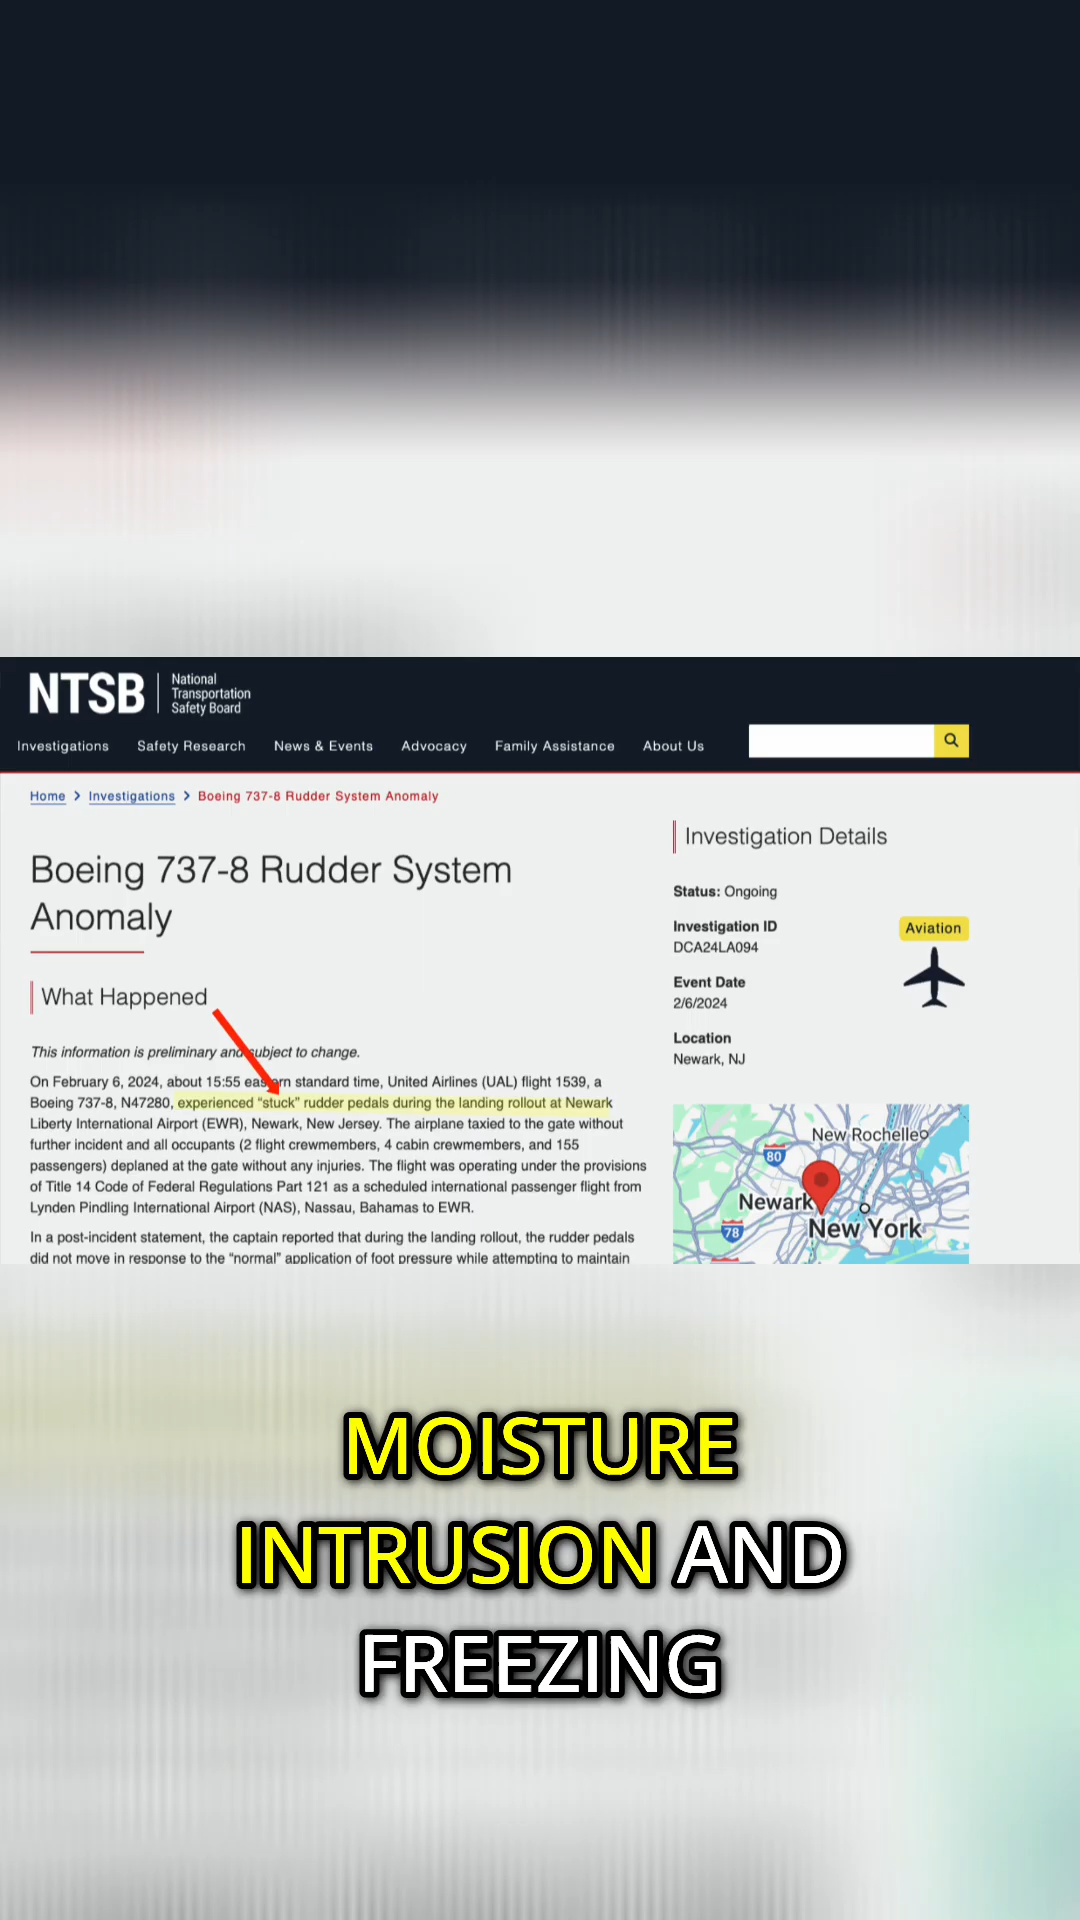 NTSB
National
Transportation
Safety Board
Investigations Safety Research News & Events Advocacy Family Assistance About Us
Home > Investigations > Boeing 737-8 Rudder System Anomaly
Boeing 737-8 Rudder System
Anomaly
What Happened
This information is preliminary and subject to change.
On February 6, 2024, about 15:55 eastern standard time, United Airlines (UAL) flight 1539, a
Boeing 737-8, N47280, experienced “stuck” rudder pedals during the landing rollout at Newark
Liberty International Airport (EWR), Newark, New Jersey. The airplane taxied to the gate without
further incident and all occupants (2 flight crewmembers, 4 cabin crewmembers, and 155
passengers) deplaned at the gate without any injuries. The flight was operating under the provisions
of Title 14 Code of Federal Regulations Part 121 as a scheduled international passenger flight from
Lynden Pindling International Airport (NAS), Nassau, Bahamas to EWR.
In a post-incident statement, the captain reported that during the landing rollout, the rudder pedals
did not move in response to the “normal” application of foot pressure while attempting to maintain
Investigation Details
Status: Ongoing
Investigation ID
DCA24LA094
Aviation
Event Date
2/6/2024
Location
Newark, NJ
New Rochelle
80
Newark
78
New York
MOISTURE
INTRUSION AND
FREEZING